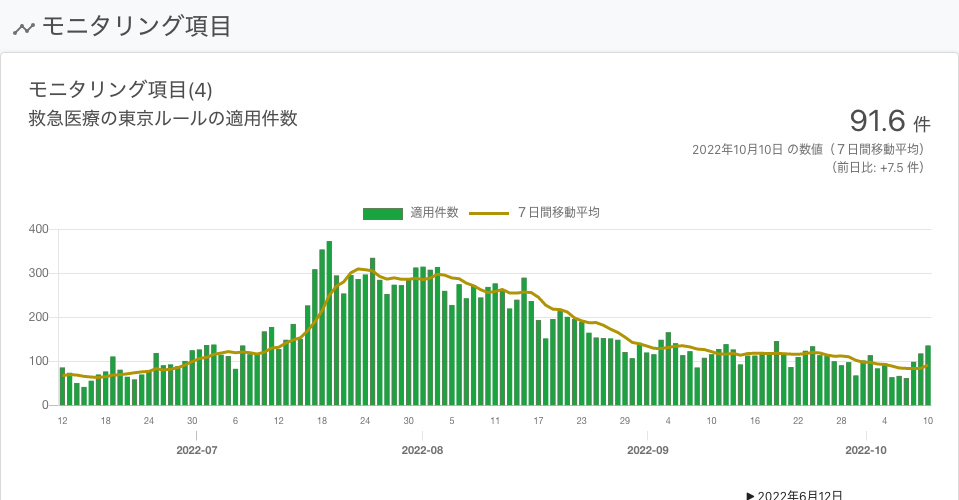 モニタリング項目
モニタリング項目(4)
救急医療の東京ルールの適用件数
91.6 件
2022年10月10日 の数値（７日間移動平均）
（前日比: +7.5 件）
適用件数 ７日間移動平均
400
300
200
100
0
12 18 24 29 6 12 18 24 30 5 11 17 23 29 4 10 16 22 28 4 10
2022-07 2022-08 2022-09 2022-10
▶ 2022年6月12日